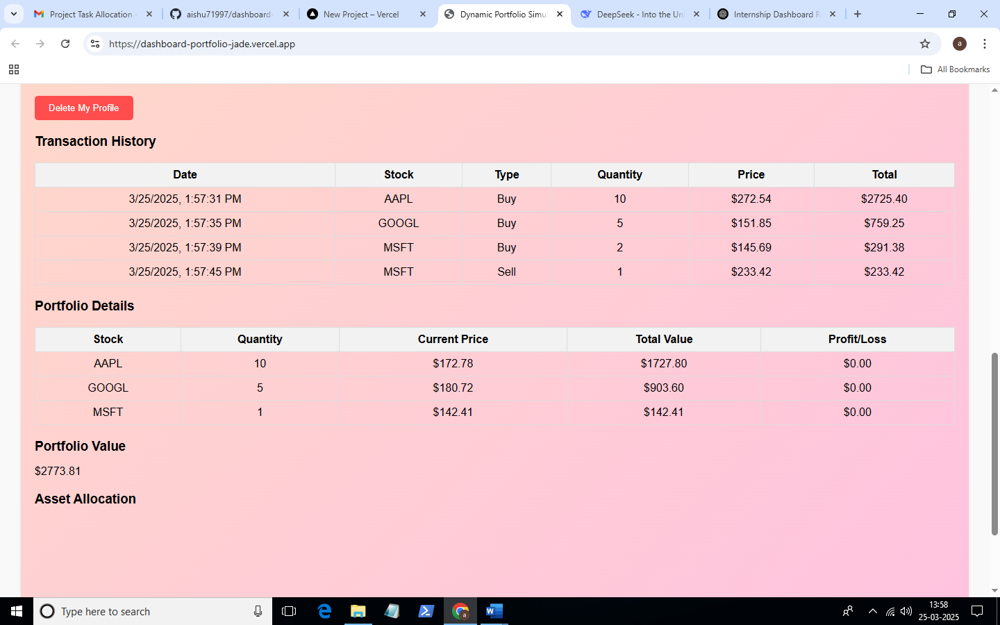 Project Task Allocation -
aishu71997/dashboard-
New Project – Vercel
Dynamic Portfolio Simul
DeepSeek - Into the Un
Internship Dashboard R
https://dashboard-portfolio-jade.vercel.app
a
All Bookmarks
Delete My Profile
Transaction History
Date Stock Type Quantity Price Total
3/25/2025, 1:57:31 PM AAPL Buy 10 $272.54 $2725.40
3/25/2025, 1:57:35 PM GOOGL Buy 5 $151.85 $759.25
3/25/2025, 1:57:39 PM MSFT Buy 2 $145.69 $291.38
3/25/2025, 1:57:45 PM MSFT Sell 1 $233.42 $233.42
Portfolio Details
Stock Quantity Current Price Total Value Profit/Loss
AAPL 10 $172.78 $1727.80 $0.00
GOOGL 5 $180.72 $903.60 $0.00
MSFT 1 $142.41 $142.41 $0.00
Portfolio Value
$2773.81
Asset Allocation
Type here to search
13:58
25-03-2025